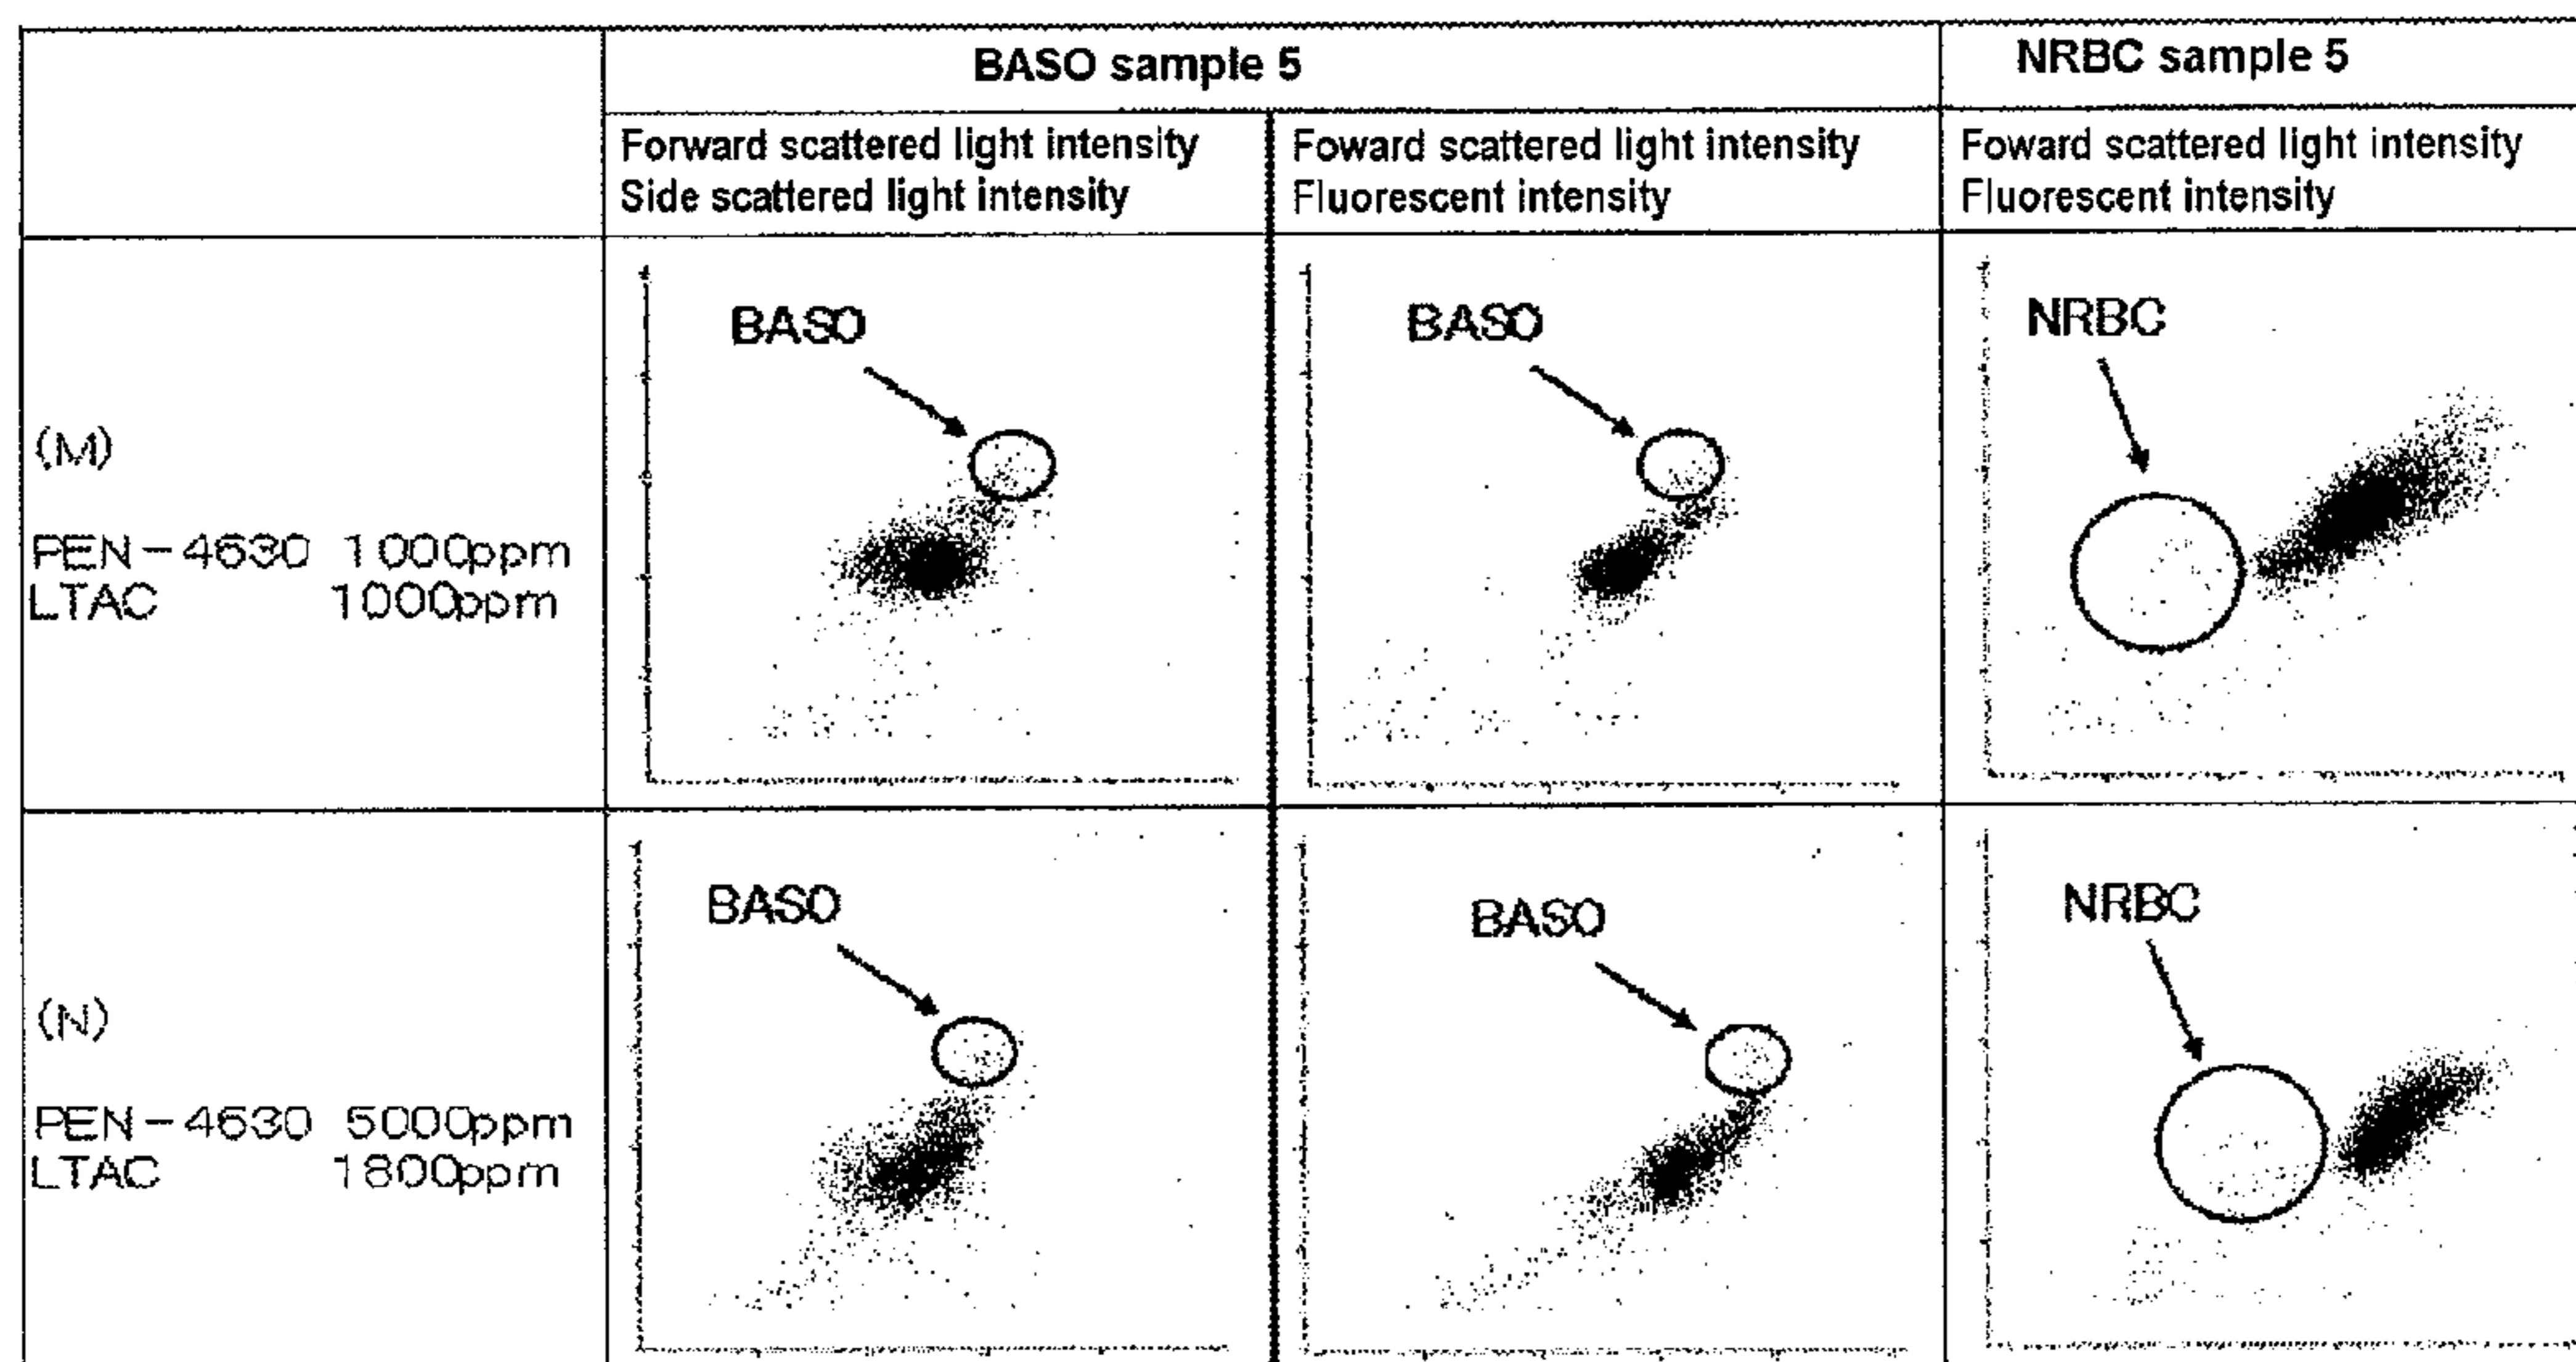 BASO sample 5
NRBC sample 5
Forward scattered light intensity
Side scattered light intensity
Foward scattered light intensity
Fluorescent intensity
Foward scattered light intensity
Fluorescent intensity
(M)
PEN-4630 1000ppm
LTAC 1000ppm
BASO
BASO
NRBC
(N)
PEN-4630 5000ppm
LTAC 1800ppm
BASO
BASO
NRBC